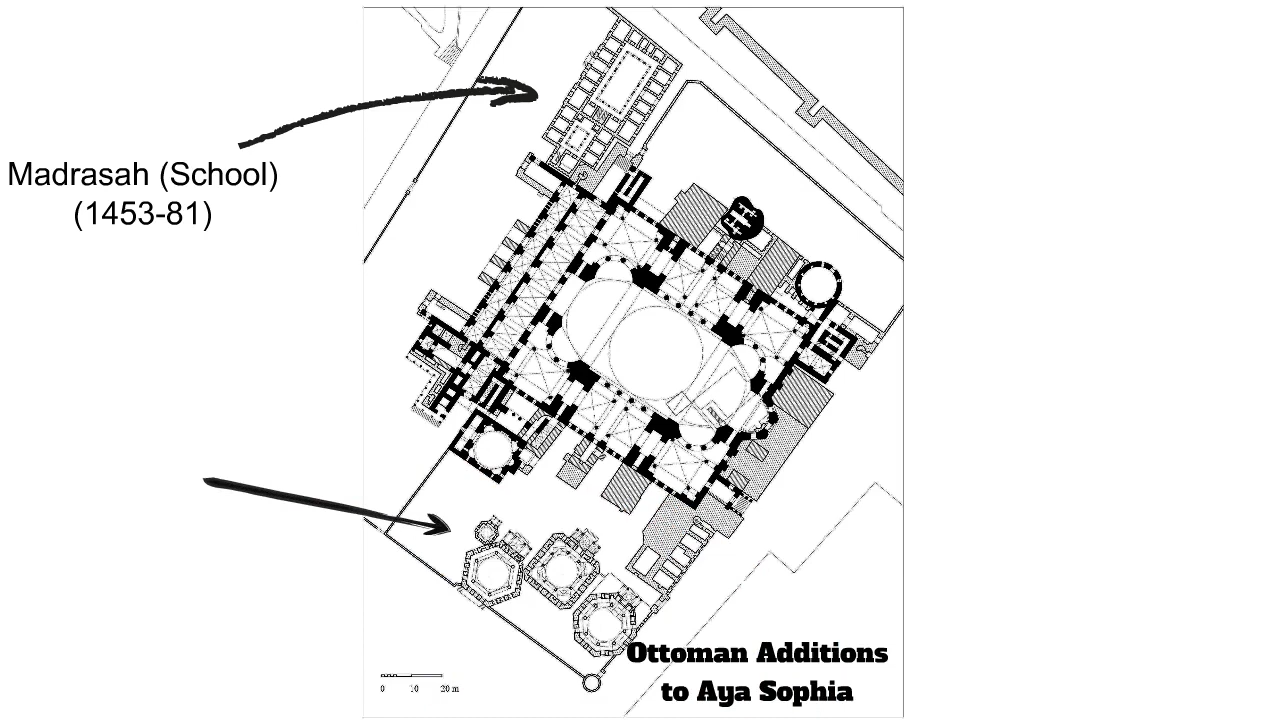 Madrasah (School)
(1453-81)
0 10 20 m
Ottoman Additions
to Aya Sophia